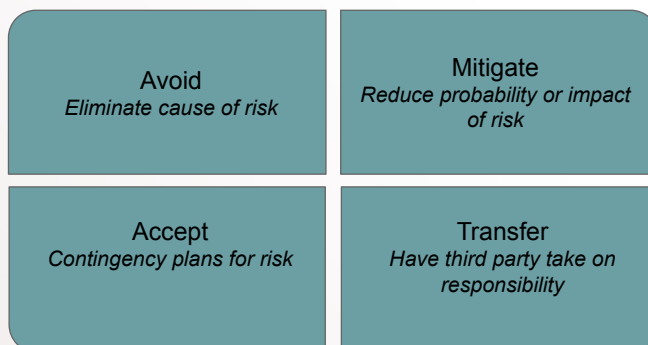 Avoid
Eliminate cause of risk
Mitigate
Reduce probability or impact
of risk
Accept
Contingency plans for risk
Transfer
Have third party take on
responsibility